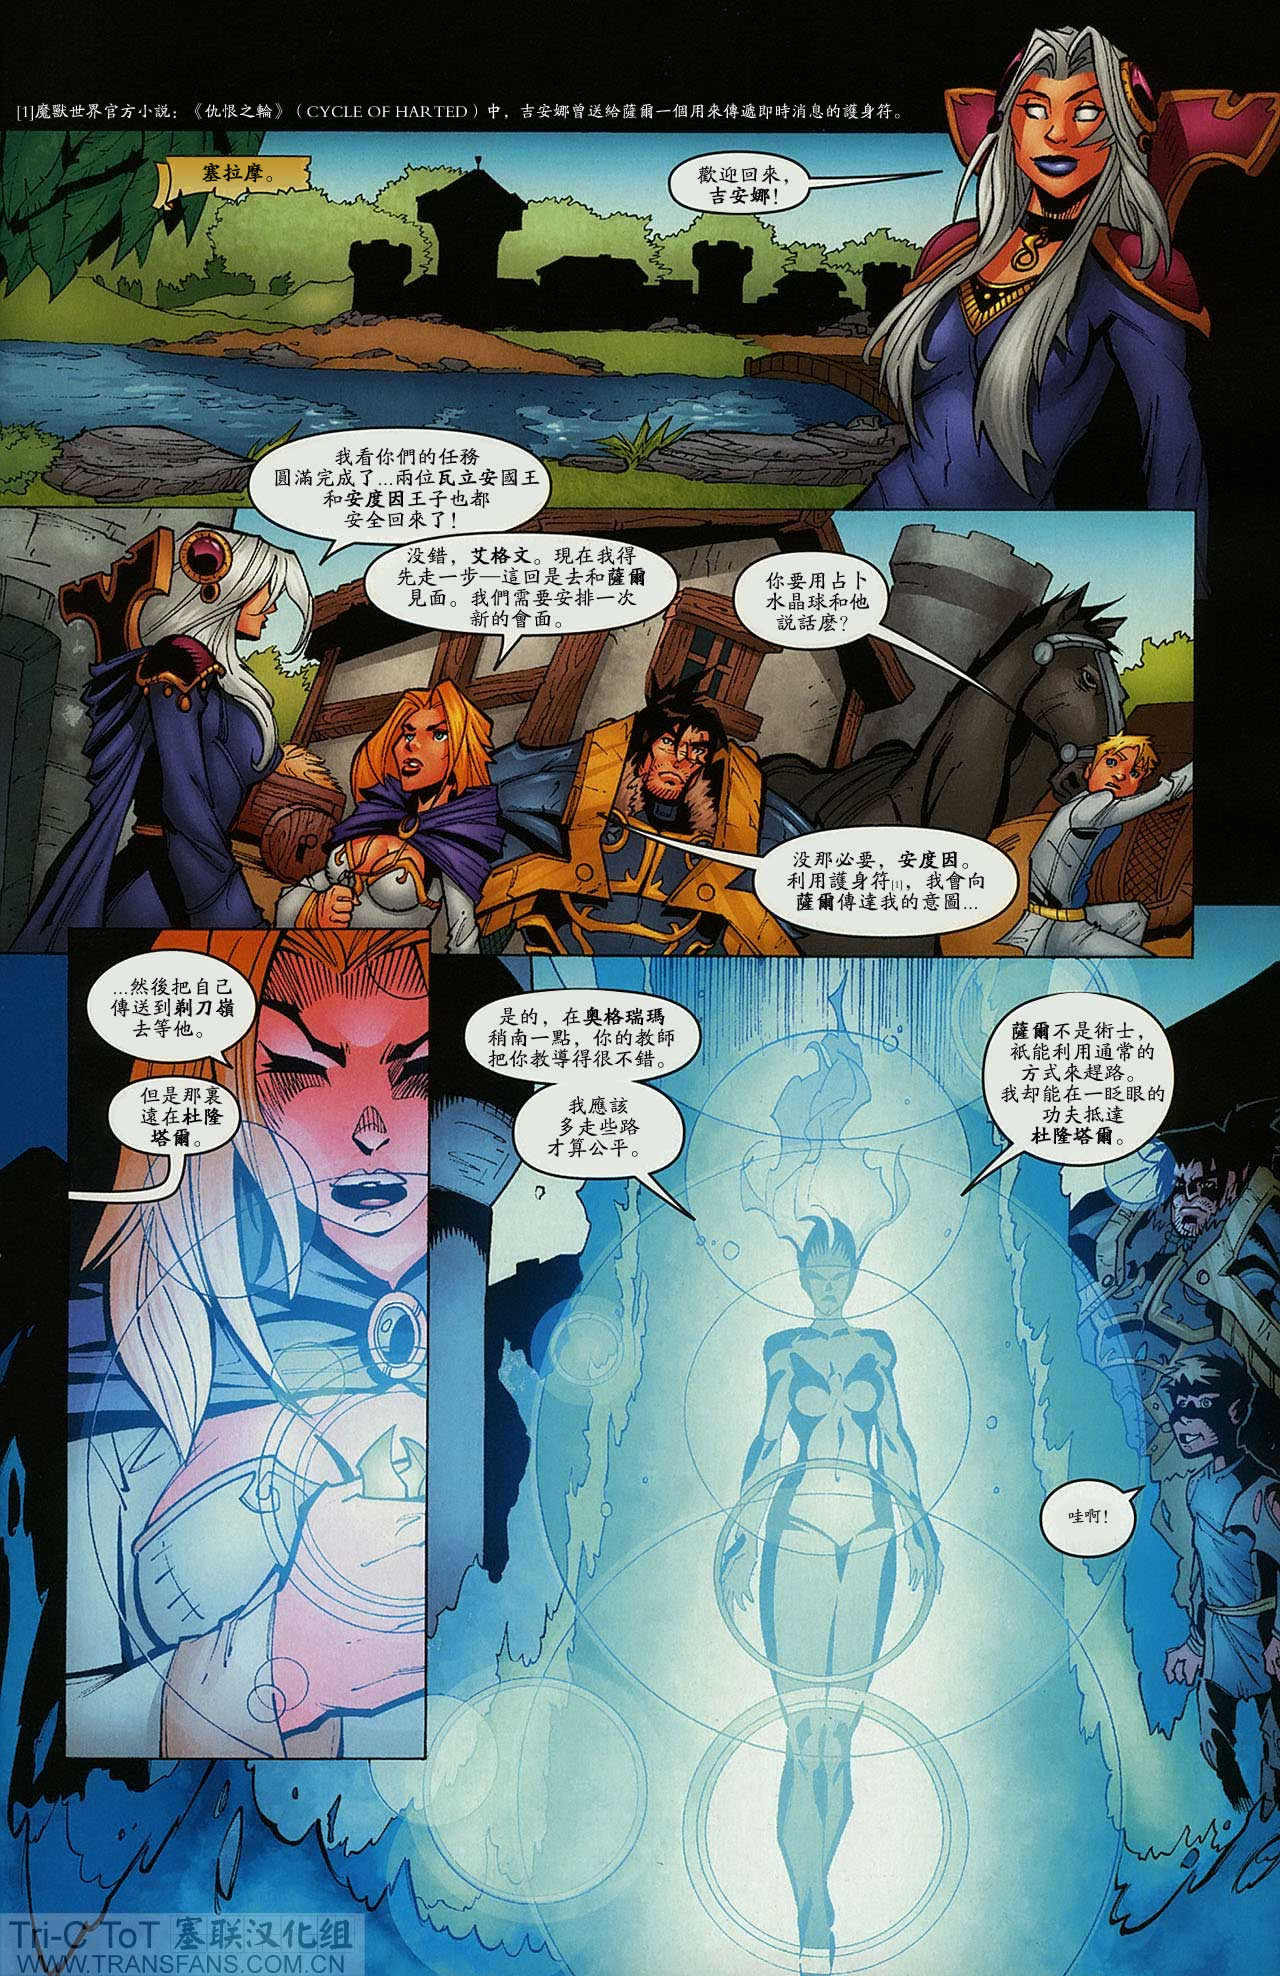 [1]魔獸世界官方小說：《仇恨之輪》（CYCLE OF HARTED）中，吉安娜曾送給薩爾一個用來傳遞即時消息的護身符。
塞拉摩。
歡迎回來，
吉安娜！
我看你們的任務
圓滿完成了...兩位瓦立安國王
和安度因王子也都
安全回來了！
沒錯，艾格文。現在我得
先走一步—這回是去和薩爾
見面。我們需要安排一次
新的會面。
你要用占卜
水晶球和他
說話麽？
沒那必要，安度因。
利用護身符[1]，我會向
薩爾傳達我的意圖...
...然後把自己
傳送到剃刀嶺
去等他。
但是那裏
遠在杜隆
塔爾。
是的，在奧格瑞瑪
稍南一點，你的教師
把你教導得很不錯。
我應該
多走些路
才算公平。
薩爾不是術士，
祇能利用通常的
方式來趕路。
我却能在一眨眼的
功夫抵達
杜隆塔爾。
哇啊！
Tri-C ToT 塞联汉化组
WWW.TRANSFANS.COM.CN